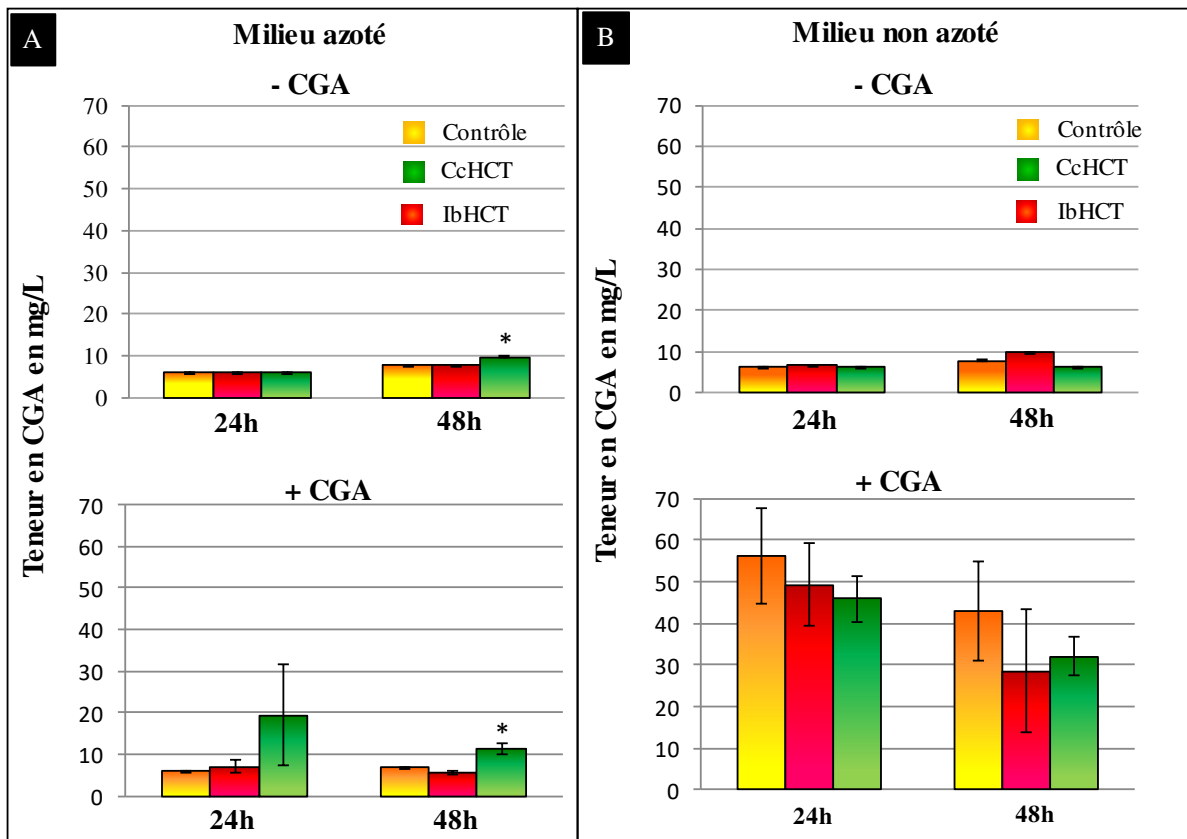 A
Milieu azoté
- CGA
Teneur en CGA en mg/L
70
60
50
40
30
20
10
0
Contrôle
CcHCT
IbHCT
*
24h
48h
+ CGA
70
60
50
40
30
20
10
0
*
24h
48h
B
Milieu non azoté
- CGA
Teneur en CGA en mg/L
70
60
50
40
30
20
10
0
Contrôle
CcHCT
IbHCT
24h
48h
+ CGA
70
60
50
40
30
20
10
0
24h
48h